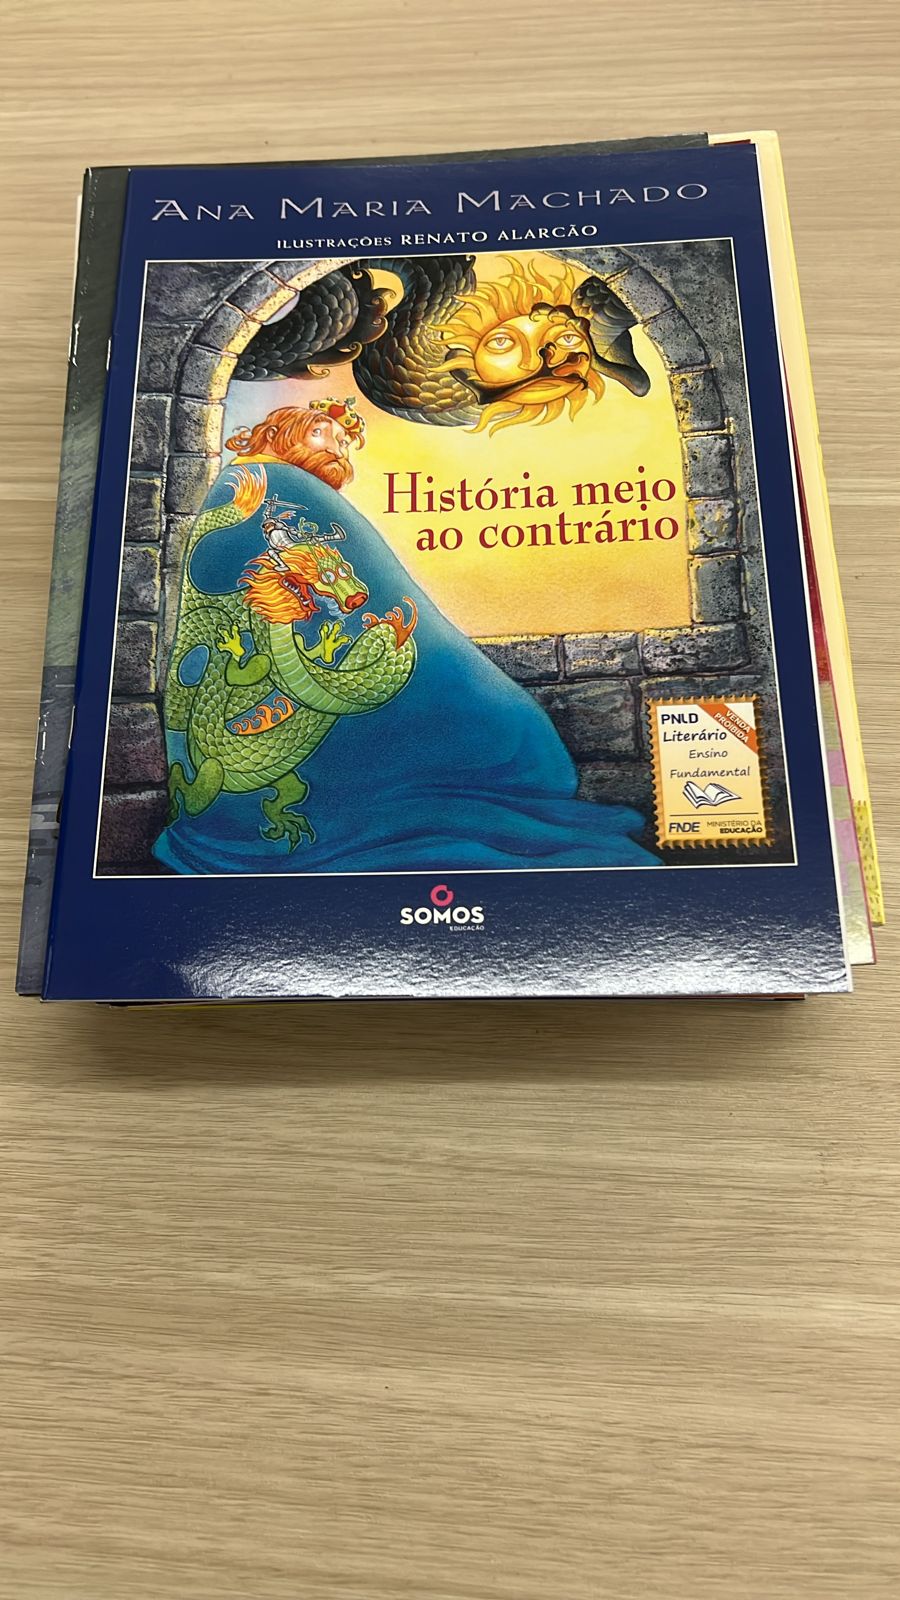 ANA MARIA MACHADO
ILUSTRAÇÕES RENATO ALARCÃO
História meio
ao contrário
PNLD
Literário
Ensino
Fundamental
VENDA
PROIBIDA
FNDE
MINISTÉRIO DA
EDUCAÇÃO
SOMOS
EDUCAÇÃO